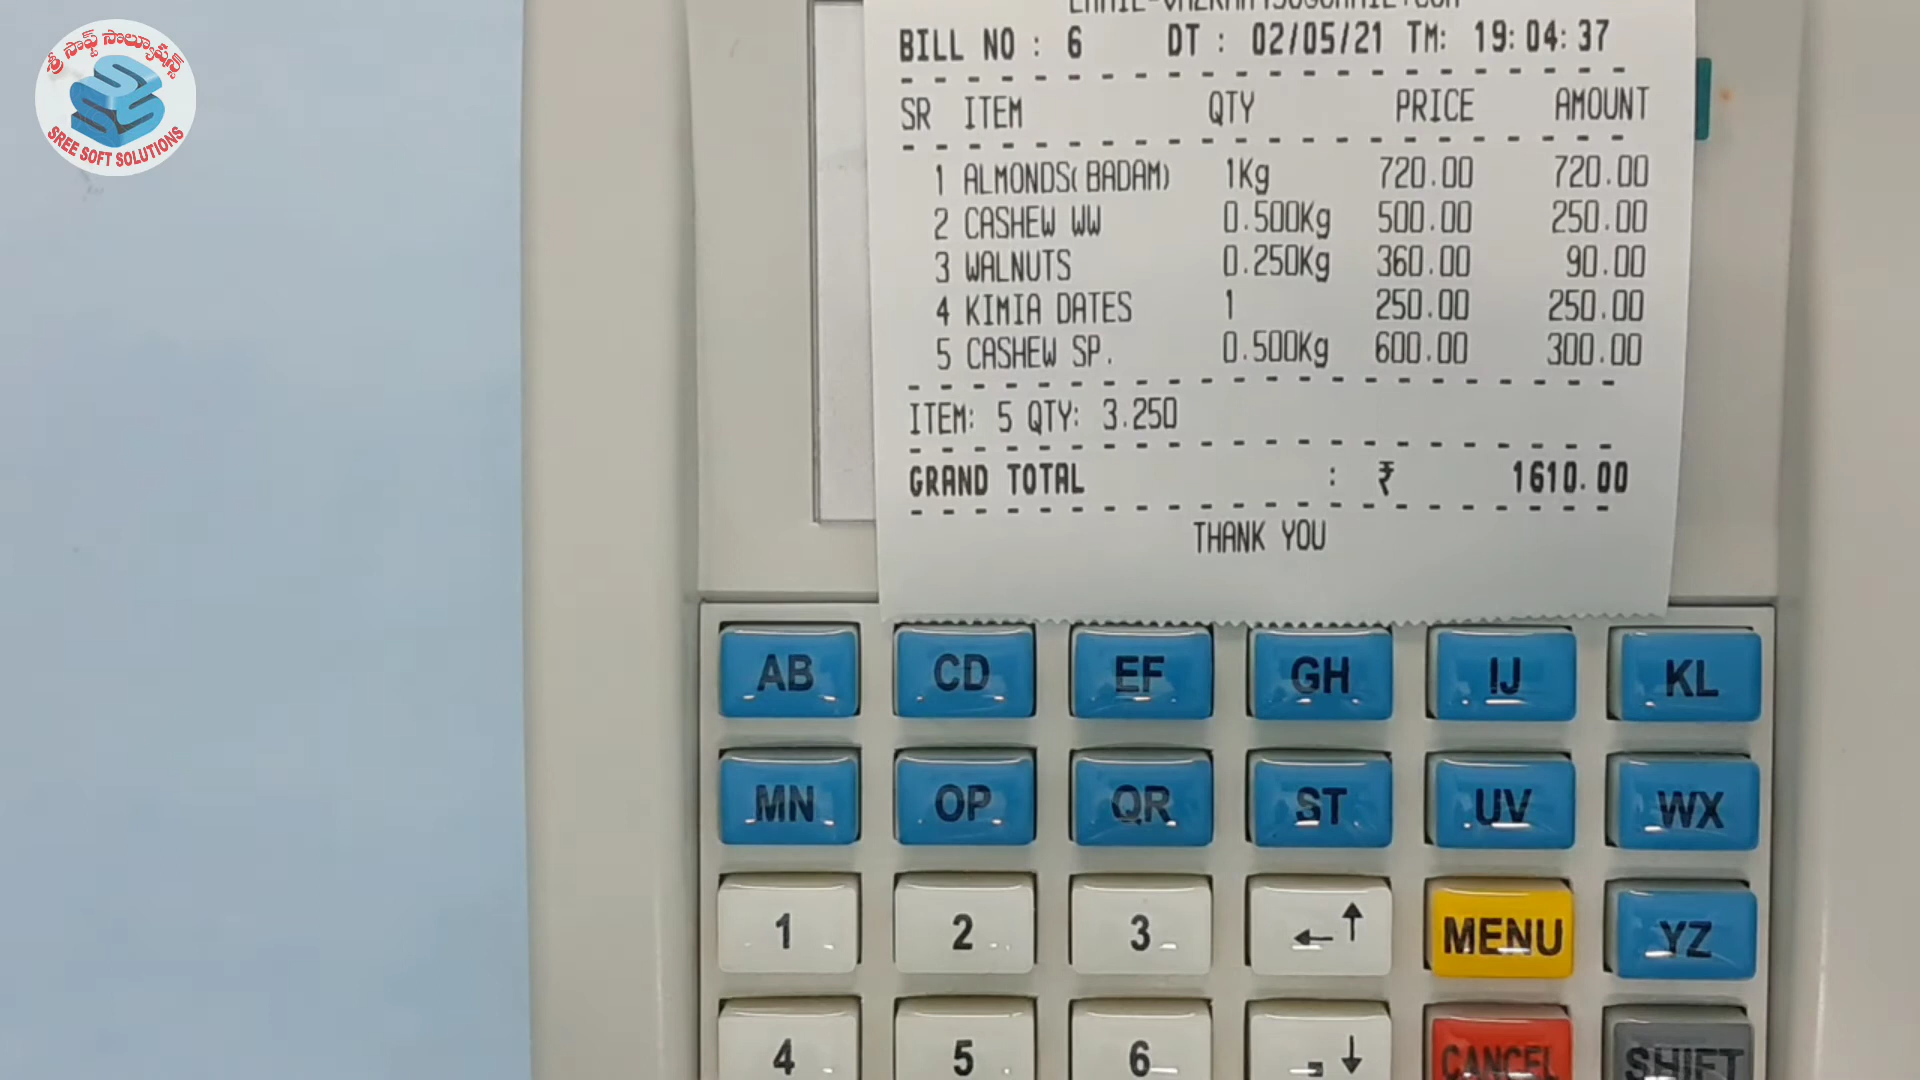 శ్రీ సాఫ్ట్ సొల్యూషన్స్
SREE SOFT SOLUTIONS
BILL NO : 6 DT : 02/05/21 TM: 19:04:37
SR ITEM QTY PRICE AMOUNT
1 ALMONDS(BADAM) 1Kg 720.00 720.00
2 CASHEW WW 0.500Kg 500.00 250.00
3 WALNUTS 0.250Kg 360.00 90.00
4 KIMIA DATES 1 250.00 250.00
5 CASHEW SP. 0.500Kg 600.00 300.00
ITEM: 5 QTY: 3.250
GRAND TOTAL : ₹ 1610.00
THANK YOU
AB CD EF GH IJ KL
MN OP QR ST UV WX
1 2 3 ←↑ MENU YZ
4 5 6 ↓ CANCEL SHIFT